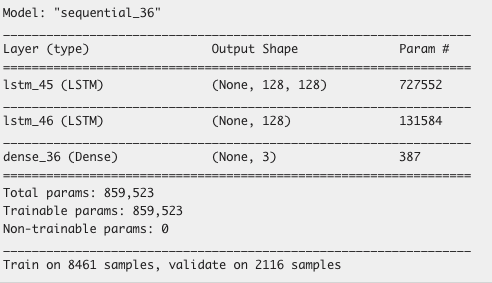 Model: "sequential_36"
Layer (type) Output Shape Param #
lstm_45 (LSTM) (None, 128, 128) 727552
lstm_46 (LSTM) (None, 128) 131584
dense_36 (Dense) (None, 3) 387
Total params: 859,523
Trainable params: 859,523
Non-trainable params: 0
Train on 8461 samples, validate on 2116 samples